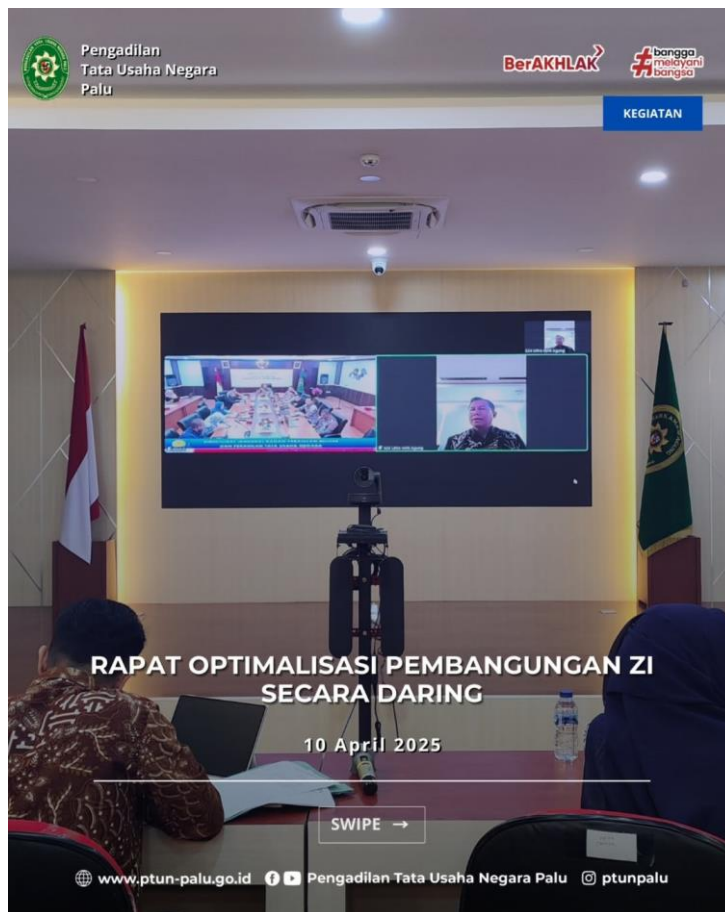 Pengadilan
Tata Usaha Negara
Palu
BerAKHLAK
# bangga
melayani
bangsa
KEGIATAN
RAPAT OPTIMALISASI PEMBANGUNGAN ZI
SECARA DARING
10 April 2025
SWIPE →
www.ptun-palu.go.id Pengadilan Tata Usaha Negara Palu ptunpalu